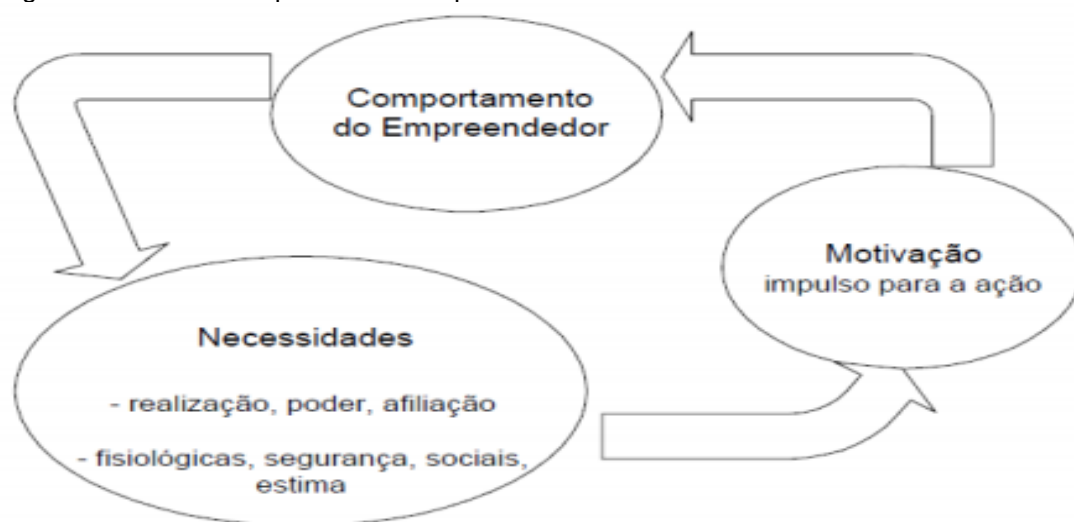 Comportamento
do Empreendedor
Motivação
impulso para a ação
Necessidades
- realização, poder, afiliação
- fisiológicas, segurança, sociais,
estima